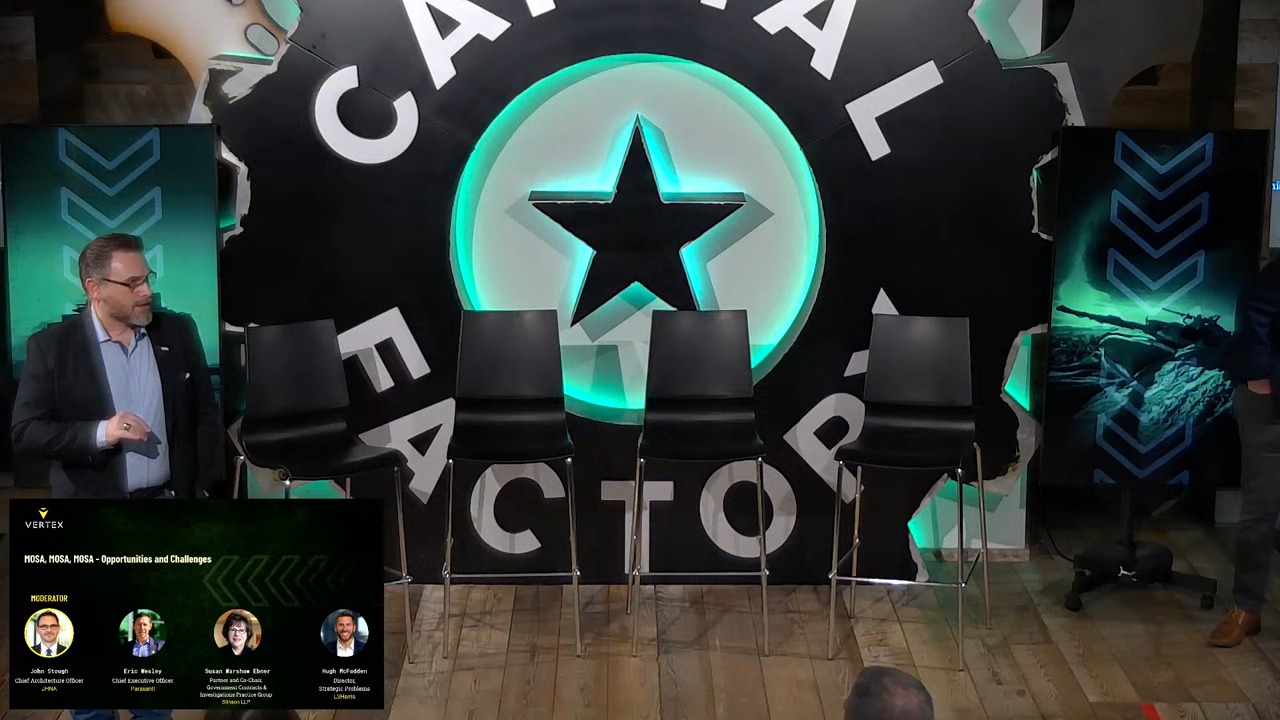 CAPITAL
FACTORY
VERTEX
MOSA, MOSA, MOSA - Opportunities and Challenges
MODERATOR
John Stough
Chief Architecture Officer
JHNA
Eric Wesley
Chief Executive Officer
Parasanti
Susan Warshaw Ebner
Partner and Co-Chair,
Government Contracts &
Investigations Practice Group
Stinson LLP
Hugh McFadden
Director,
Strategic Problems
L3Harris